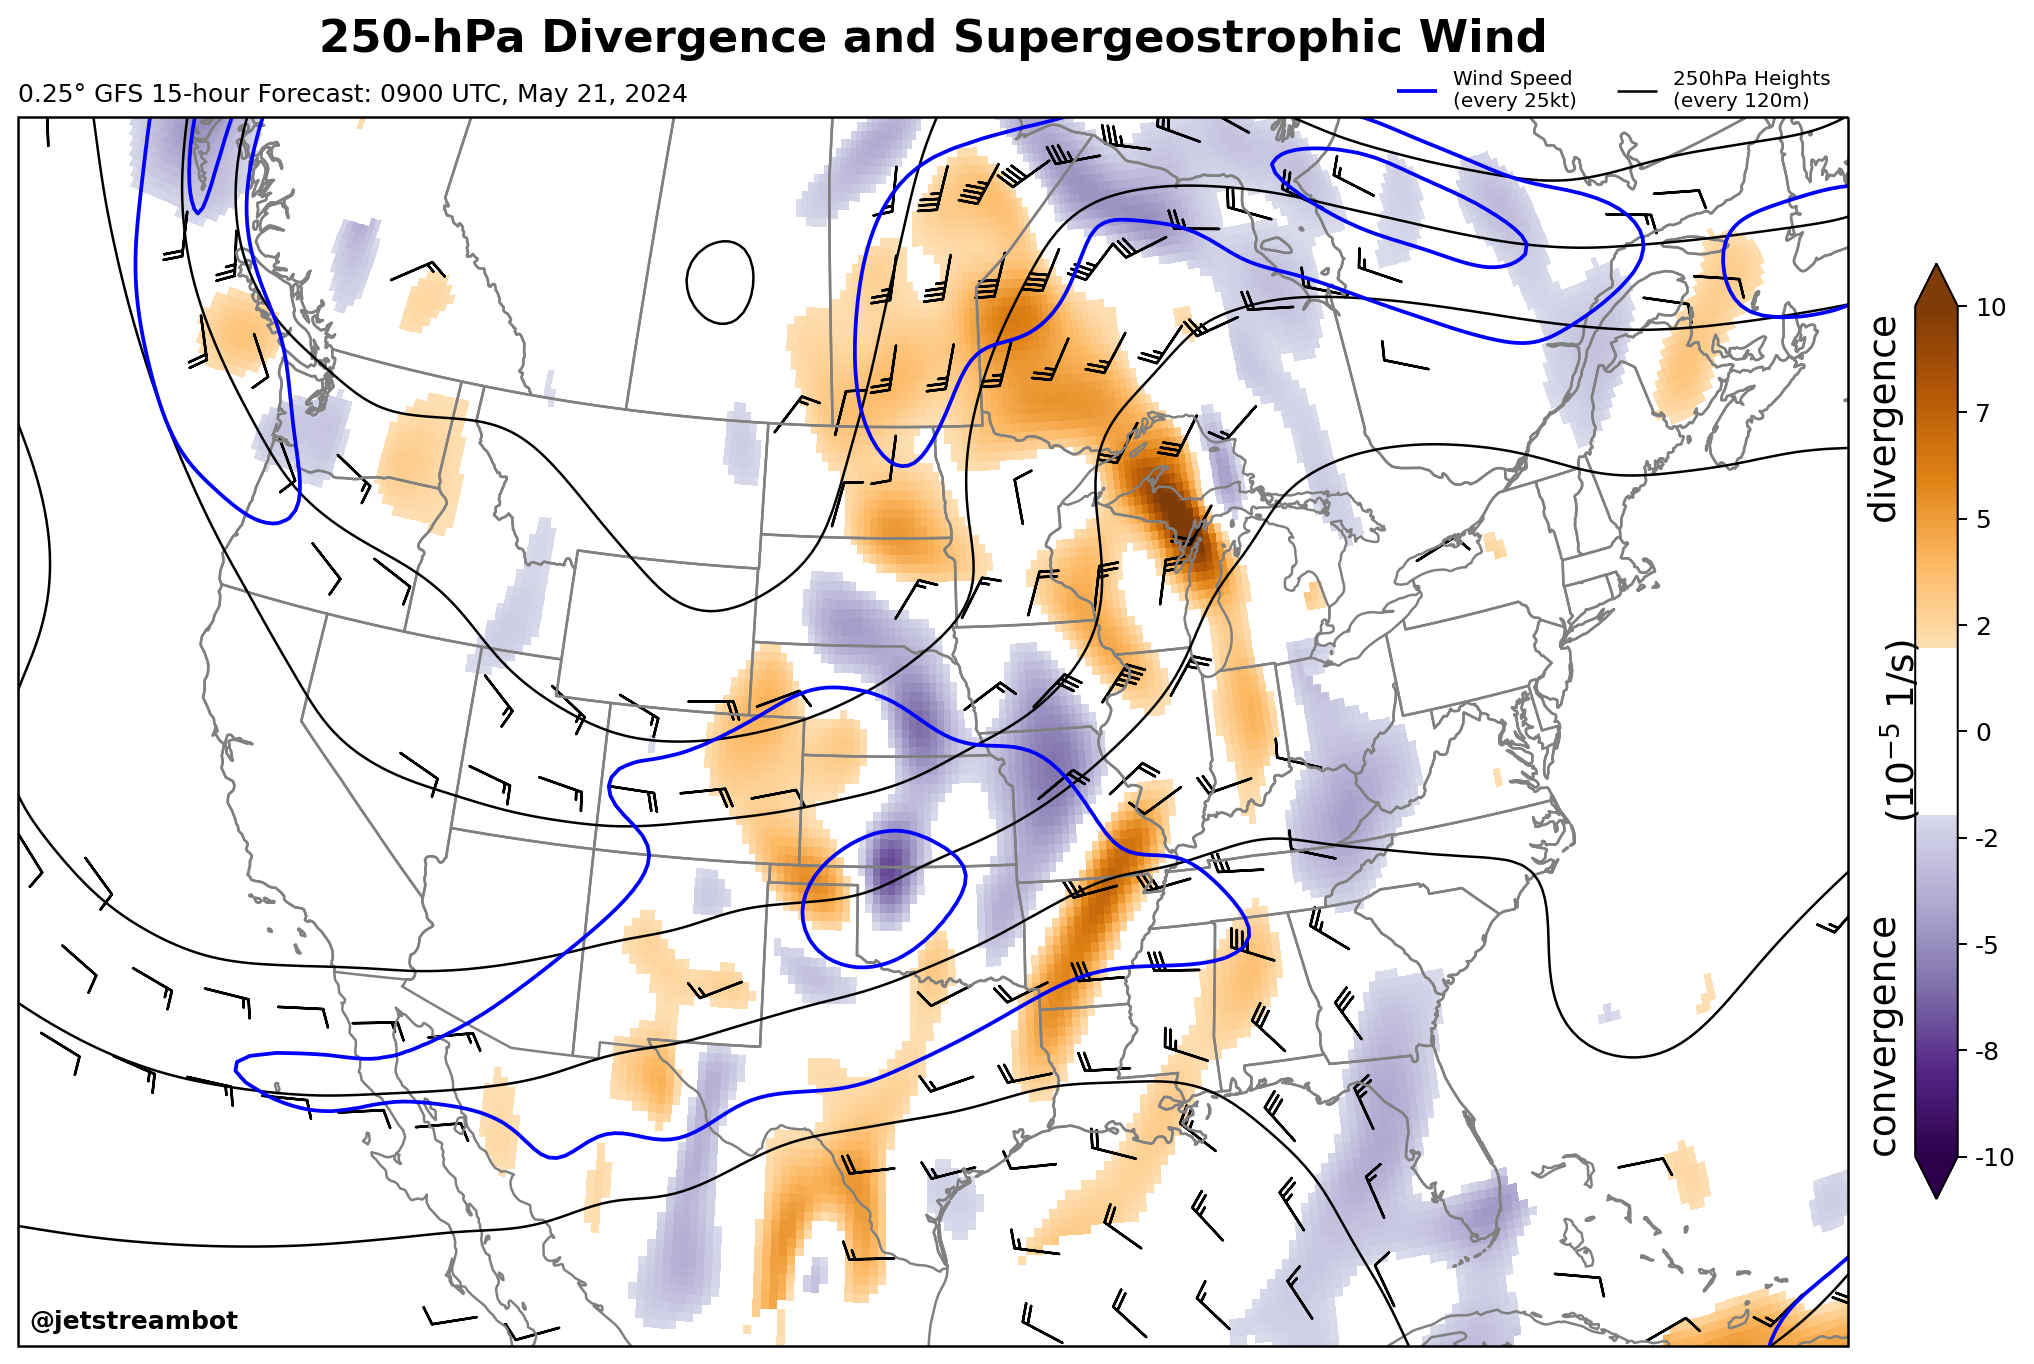 250-hPa Divergence and Supergeostrophic Wind
0.25° GFS 15-hour Forecast: 0900 UTC, May 21, 2024
Wind Speed
(every 25kt)
250hPa Heights
(every 120m)
10
7
5
2
0
-2
-5
-8
-10
convergence
(10⁻⁵ 1/s)
divergence
@jetstreambot